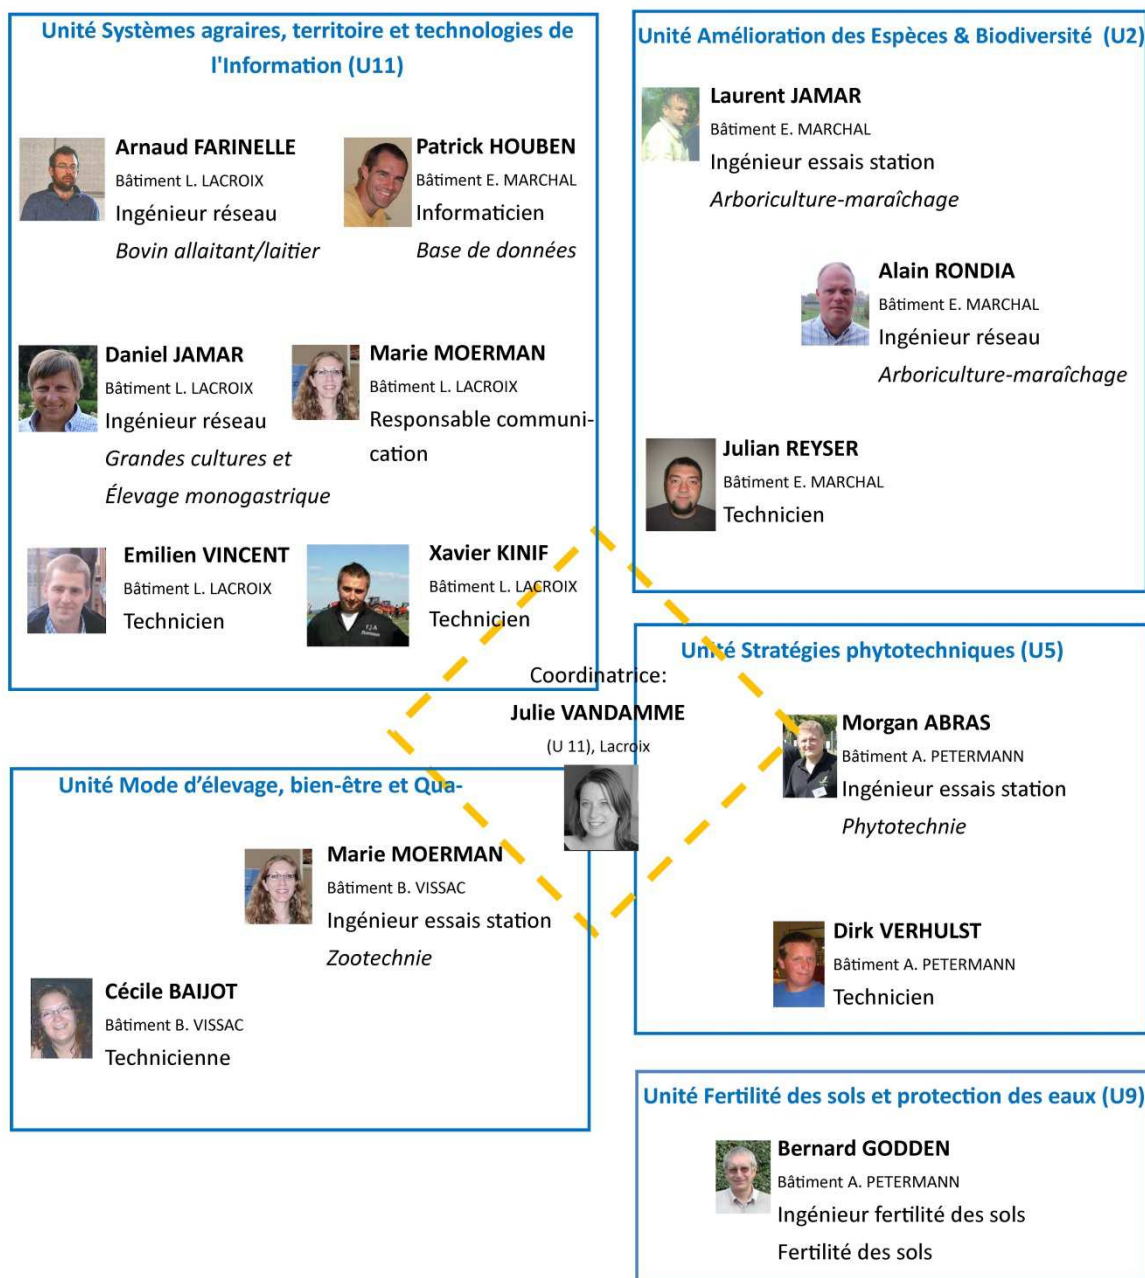 Unité Systèmes agraires, territoire et technologies de
l'Information (U11)
Arnaud FARINELLE
Bâtiment L. LACROIX
Ingénieur réseau
Bovin allaitant/laitier
Patrick HOUBEN
Bâtiment E. MARCHAL
Informaticien
Base de données
Daniel JAMAR
Bâtiment L. LACROIX
Ingénieur réseau
Grandes cultures et
Élevage monogastrique
Marie MOERMAN
Bâtiment L. LACROIX
Responsable communi-
cation
Emilien VINCENT
Bâtiment L. LACROIX
Technicien
Xavier KINIF
Bâtiment L. LACROIX
Technicien
Unité Amélioration des Espèces & Biodiversité (U2)
Laurent JAMAR
Bâtiment E. MARCHAL
Ingénieur essais station
Arboriculture-maraîchage
Alain RONDIA
Bâtiment E. MARCHAL
Ingénieur réseau
Arboriculture-maraîchage
Julian REYSER
Bâtiment E. MARCHAL
Technicien
Coordinatrice:
Julie VANDAMME
(U 11), Lacroix
Unité Stratégies phytotechniques (U5)
Morgan ABRAS
Bâtiment A. PETERMANN
Ingénieur essais station
Phytotechnie
Dirk VERHULST
Bâtiment A. PETERMANN
Technicien
Unité Mode d'élevage, bien-être et Qua-
Marie MOERMAN
Bâtiment B. VISSAC
Ingénieur essais station
Zootechnie
Cécile BAIJOT
Bâtiment B. VISSAC
Technicienne
Unité Fertilité des sols et protection des eaux (U9)
Bernard GODDEN
Bâtiment A. PETERMANN
Ingénieur fertilité des sols
Fertilité des sols